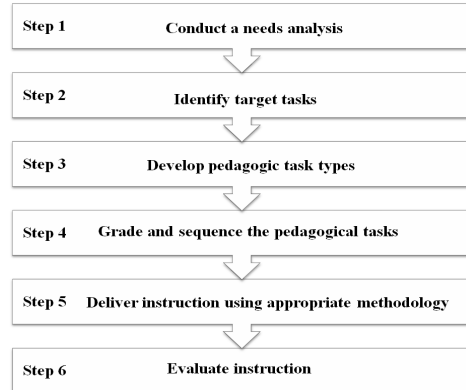 Step 1 Conduct a needs analysis
Step 2 Identify target tasks
Step 3 Develop pedagogic task types
Step 4 Grade and sequence the pedagogical tasks
Step 5 Deliver instruction using appropriate methodology
Step 6 Evaluate instruction